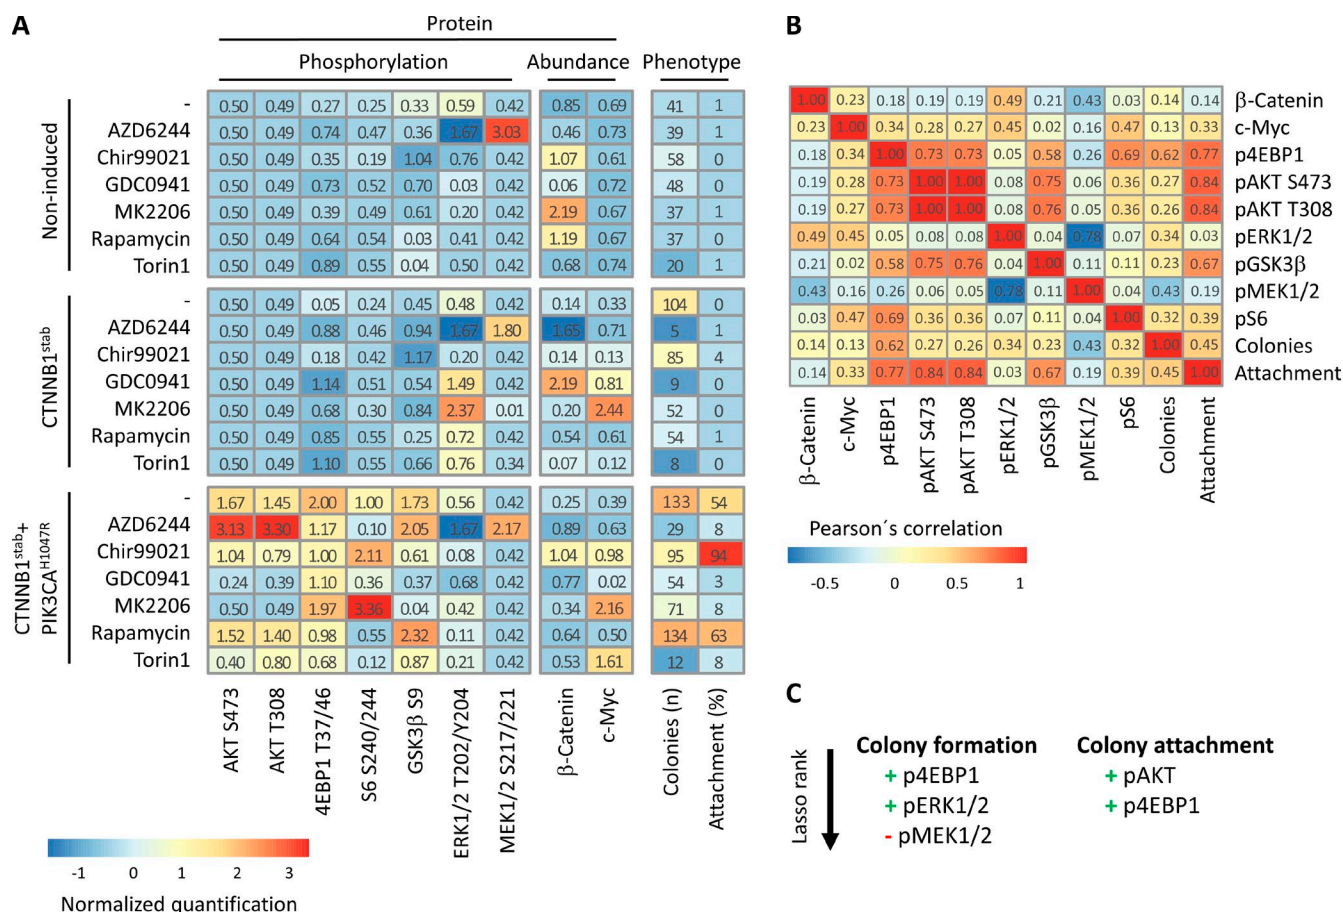 A
Protein
Phosphorylation Abundance Phenotype
Non-induced
- 0.50 0.49 0.27 0.25 0.33 0.59 0.42 0.85 0.69 41 1
AZD6244 0.50 0.49 0.74 0.47 0.36 1.67 3.03 0.46 0.73 39 1
Chir99021 0.50 0.49 0.35 0.19 1.04 0.76 0.42 1.07 0.61 58 0
GDC0941 0.50 0.49 0.73 0.52 0.70 0.03 0.42 0.06 0.72 48 0
MK2206 0.50 0.49 0.39 0.49 0.61 0.20 0.42 2.19 0.67 37 1
Rapamycin 0.50 0.49 0.64 0.54 0.03 0.41 0.42 1.19 0.67 37 0
Torin1 0.50 0.49 0.89 0.55 0.04 0.50 0.42 0.68 0.74 20 1
CTNNB1stab
- 0.50 0.49 0.05 0.24 0.45 0.48 0.42 0.14 0.33 104 0
AZD6244 0.50 0.49 0.88 0.46 0.94 1.67 1.80 1.65 0.71 5 1
Chir99021 0.50 0.49 0.18 0.42 1.17 0.20 0.42 0.14 0.13 85 4
GDC0941 0.50 0.49 1.14 0.51 0.54 1.49 0.42 2.19 0.81 9 0
MK2206 0.50 0.49 0.68 0.30 0.84 2.37 0.01 0.20 2.44 52 0
Rapamycin 0.50 0.49 0.85 0.55 0.25 0.72 0.42 0.54 0.61 54 1
Torin1 0.50 0.49 1.10 0.55 0.66 0.76 0.34 0.07 0.12 8 0
CTNNB1stab+
PIK3CAH1047R
- 1.67 1.45 2.00 1.00 1.73 0.56 0.42 0.25 0.39 133 54
AZD6244 3.13 3.30 1.17 0.10 2.05 1.67 2.17 0.89 0.63 29 8
Chir99021 1.04 0.79 1.00 2.11 0.61 0.08 0.42 1.04 0.98 95 94
GDC0941 0.24 0.39 1.10 0.36 0.37 0.68 0.42 0.77 0.02 54 3
MK2206 0.50 0.49 1.97 3.36 0.04 0.42 0.42 0.34 2.16 71 8
Rapamycin 1.52 1.40 0.98 0.55 2.32 0.11 0.42 0.64 0.50 134 63
Torin1 0.40 0.80 0.68 0.12 0.87 0.21 0.42 0.53 1.61 12 8
AKT S473
AKT T308
4EBP1 T37/46
S6 S240/244
GSK3β S9
ERK1/2 T202/Y204
MEK1/2 S217/221
β-Catenin
c-Myc
Colonies (n)
Attachment (%)
-1 0 1 2 3
Normalized quantification
B
1.00 0.23 0.18 0.19 0.19 0.49 0.21 0.43 0.03 0.14 0.14 β-Catenin
0.23 1.00 0.34 0.28 0.27 0.45 0.02 0.16 0.47 0.13 0.33 c-Myc
0.18 0.34 1.00 0.73 0.73 0.05 0.58 0.26 0.69 0.62 0.77 p4EBP1
0.19 0.28 0.73 1.00 1.00 0.08 0.75 0.06 0.36 0.27 0.84 pAKT S473
0.19 0.27 0.73 1.00 1.00 0.08 0.76 0.05 0.36 0.26 0.84 pAKT T308
0.49 0.45 0.05 0.08 0.08 1.00 0.04 0.78 0.07 0.34 0.03 pERK1/2
0.21 0.02 0.58 0.75 0.76 0.04 1.00 0.11 0.11 0.23 0.67 pGSK3β
0.43 0.16 0.26 0.06 0.05 0.78 0.11 1.00 0.04 0.43 0.19 pMEK1/2
0.03 0.47 0.69 0.36 0.36 0.07 0.11 0.04 1.00 0.32 0.39 pS6
0.14 0.13 0.62 0.27 0.26 0.34 0.23 0.43 0.32 1.00 0.45 Colonies
0.14 0.33 0.77 0.84 0.84 0.03 0.67 0.19 0.39 0.45 1.00 Attachment
β-Catenin
c-Myc
p4EBP1
pAKT S473
pAKT T308
pERK1/2
pGSK3β
pMEK1/2
pS6
Colonies
Attachment
Pearson´s correlation
-0.5 0 0.5 1
C
Lasso rank
Colony formation Colony attachment
+ p4EBP1 + pAKT
+ pERK1/2 + p4EBP1
- pMEK1/2